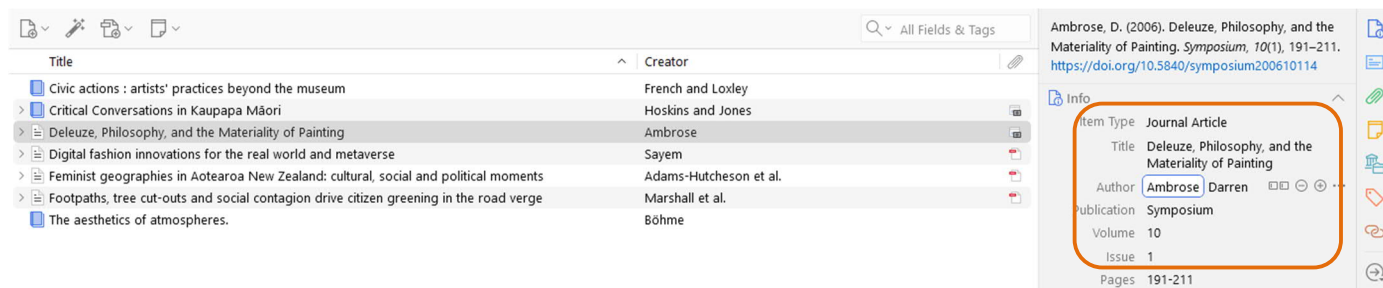 All Fields & Tags
Title Creator
Civic actions : artists' practices beyond the museum French and Loxley
Critical Conversations in Kaupapa Māori Hoskins and Jones
Deleuze, Philosophy, and the Materiality of Painting Ambrose
Digital fashion innovations for the real world and metaverse Sayem
Feminist geographies in Aotearoa New Zealand: cultural, social and political moments Adams-Hutcheson et al.
Footpaths, tree cut-outs and social contagion drive citizen greening in the road verge Marshall et al.
The aesthetics of atmospheres. Böhme
Ambrose, D. (2006). Deleuze, Philosophy, and the
Materiality of Painting. Symposium, 10(1), 191–211.
https://doi.org/10.5840/symposium200610114
Info
Item Type Journal Article
Title Deleuze, Philosophy, and the
Materiality of Painting
Author Ambrose Darren
Publication Symposium
Volume 10
Issue 1
Pages 191-211